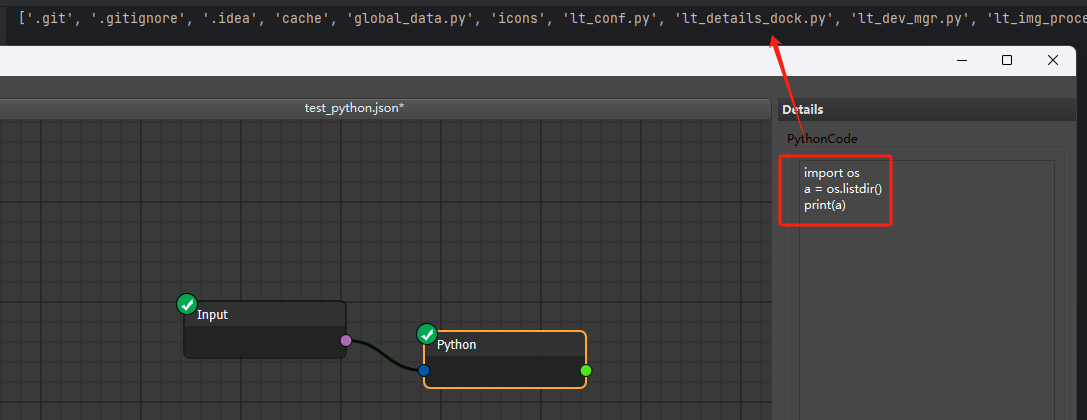 ['.git', '.gitignore', '.idea', 'cache', 'global_data.py', 'icons', 'lt_conf.py', 'lt_details_dock.py', 'lt_dev_mgr.py', 'lt_img_proce
test_python.json*
Details
PythonCode
import os
a = os.listdir()
print(a)
Input
Python